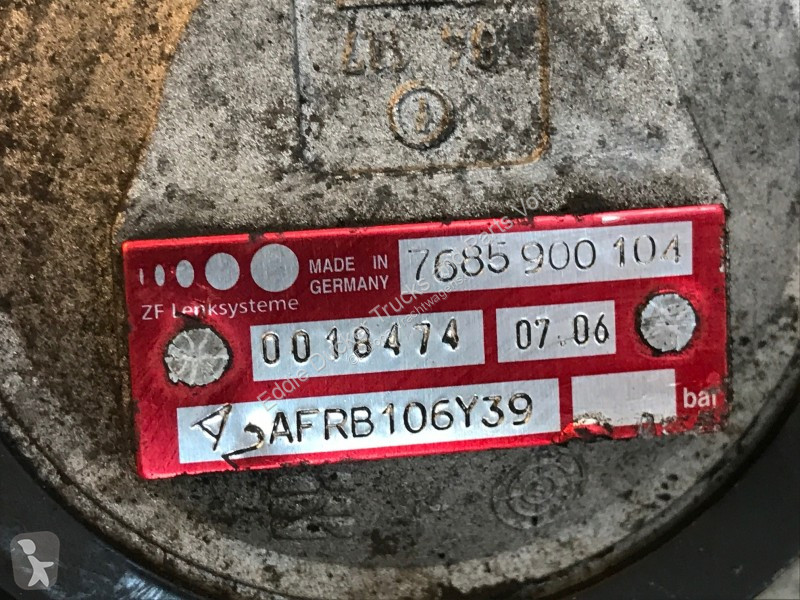 MADE IN
GERMANY
7685 900 104
ZF Lenksysteme
0018474
07.06
AFRB106Y39
bar